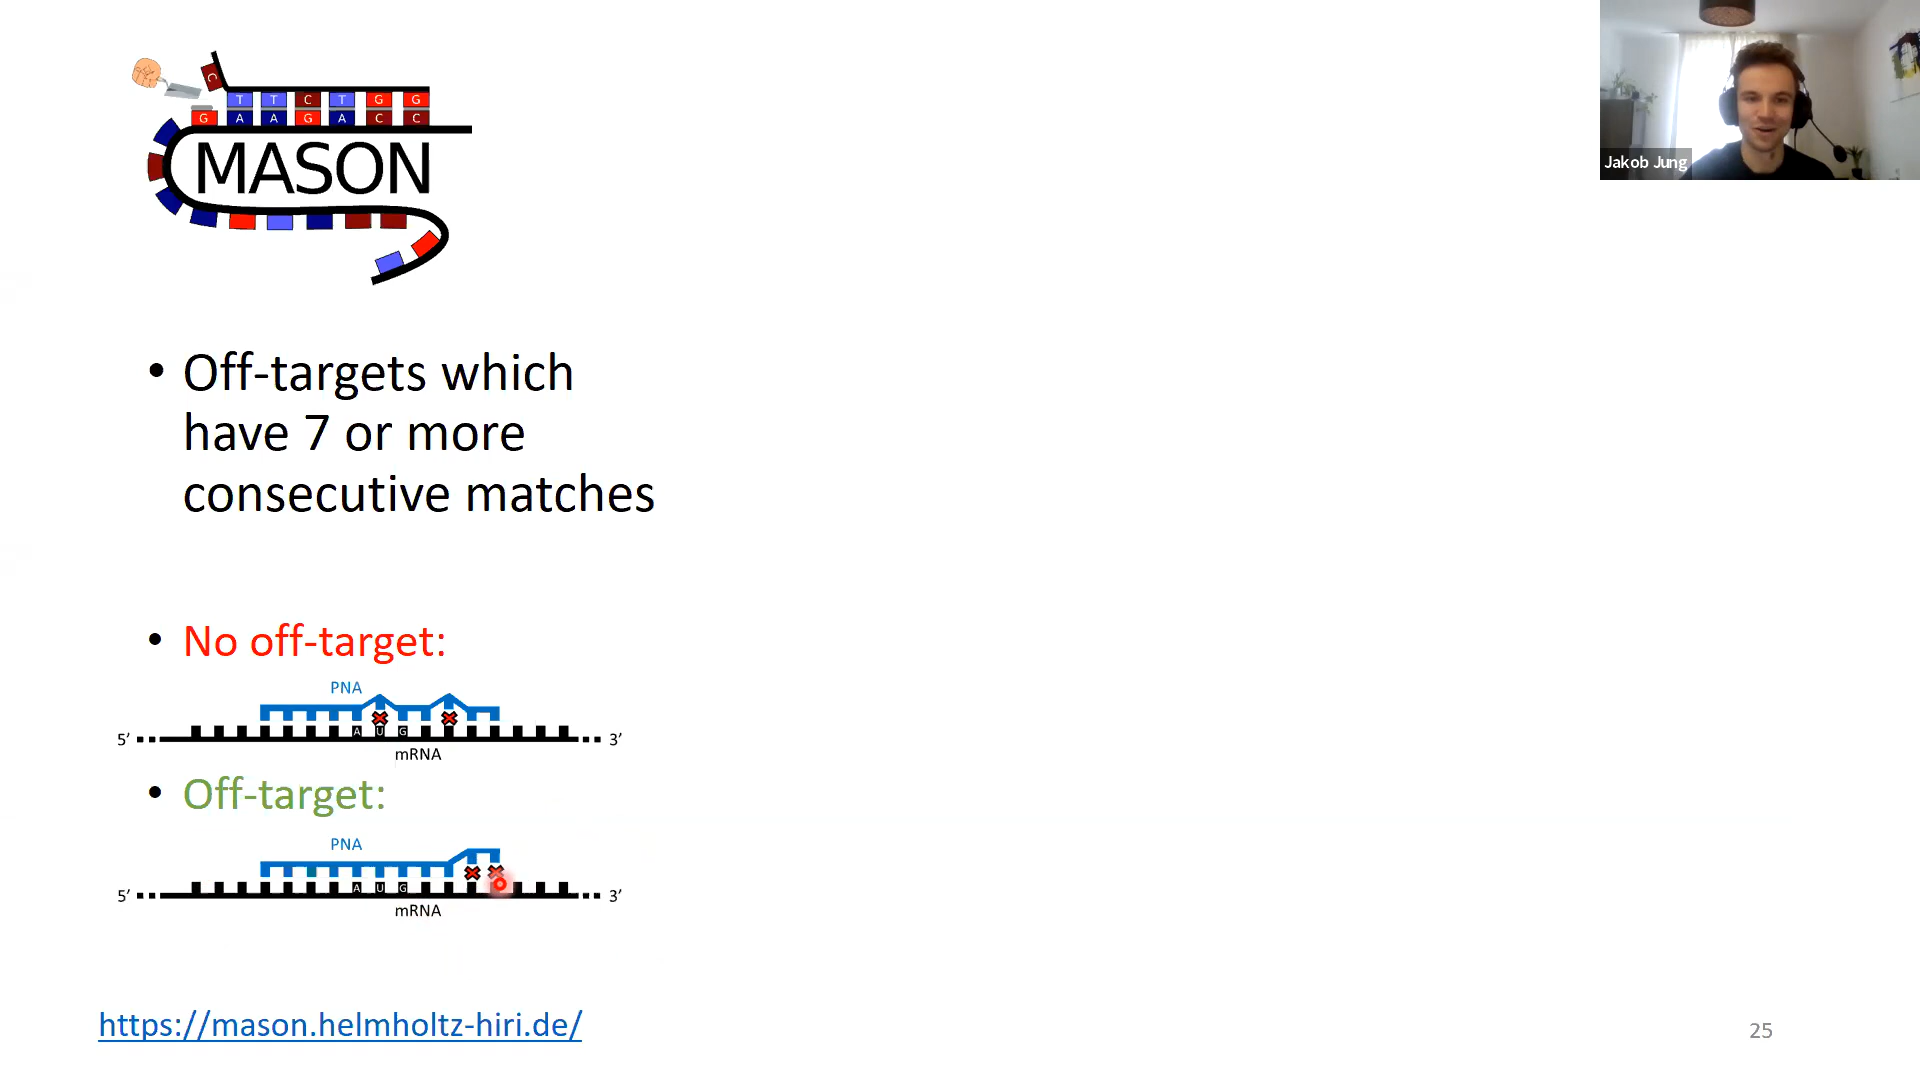 C
T T C T G G
G A A G A C C
MASON
Jakob Jung
• Off-targets which
have 7 or more
consecutive matches
• No off-target:
PNA
A U G
5’ 3’
mRNA
• Off-target:
PNA
A U G
5’ 3’
mRNA
https://mason.helmholtz-hiri.de/
25